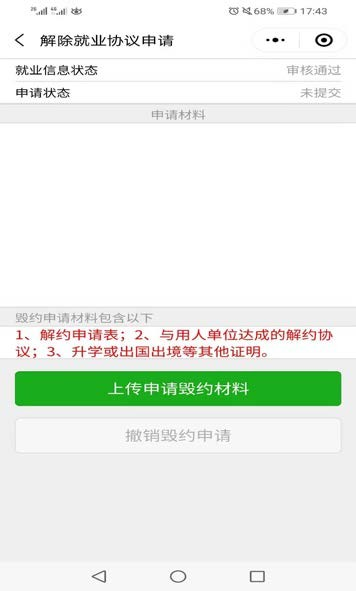 26 46 68% 17:43
解除就业协议申请
就业信息状态 审核通过
申请状态 未提交
申请材料
毁约申请材料包含以下
1、解约申请表；2、与用人单位达成的解约协
议；3、升学或出国出境等其他证明。
上传申请毁约材料
撤销毁约申请